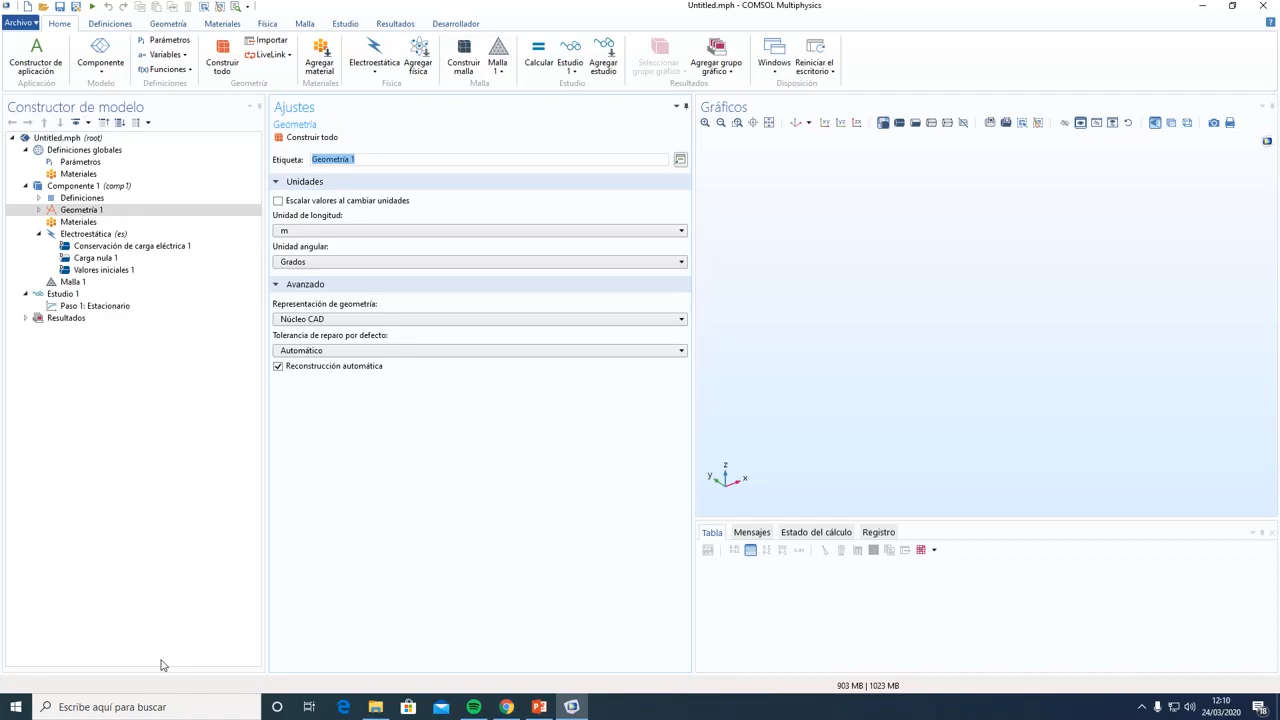 Untitled.mph - COMSOL Multiphysics
Archivo
Home
Definiciones
Geometría
Materiales
Física
Malla
Estudio
Resultados
Desarrollador
Constructor de aplicación
Aplicación
Componente
Modelo
Pi Parámetros
a= Variables
f(x) Funciones
Definiciones
Construir todo
Importar
LiveLink
Geometría
Agregar material
Materiales
Electroestática
Agregar física
Física
Construir malla
Malla 1
Malla
Calcular
Estudio 1
Agregar estudio
Estudio
Seleccionar grupo gráfico
Agregar grupo gráfico
Resultados
Windows
Reiniciar el escritorio
Disposición
Constructor de modelo
Untitled.mph (root)
Definiciones globales
Pi Parámetros
Materiales
Componente 1 (comp1)
Definiciones
Geometría 1
Materiales
Electroestática (es)
Conservación de carga eléctrica 1
Carga nula 1
Valores iniciales 1
Malla 1
Estudio 1
Paso 1: Estacionario
Resultados
Ajustes
Geometría
Construir todo
Etiqueta: Geometría 1
Unidades
Escalar valores al cambiar unidades
Unidad de longitud:
m
Unidad angular:
Grados
Avanzado
Representación de geometría:
Núcleo CAD
Tolerancia de reparo por defecto:
Automático
Reconstrucción automática
Gráficos
z
y
x
Tabla
Mensajes
Estado del cálculo
Registro
903 MB | 1023 MB
Escribe aquí para buscar
12:10
24/03/2020